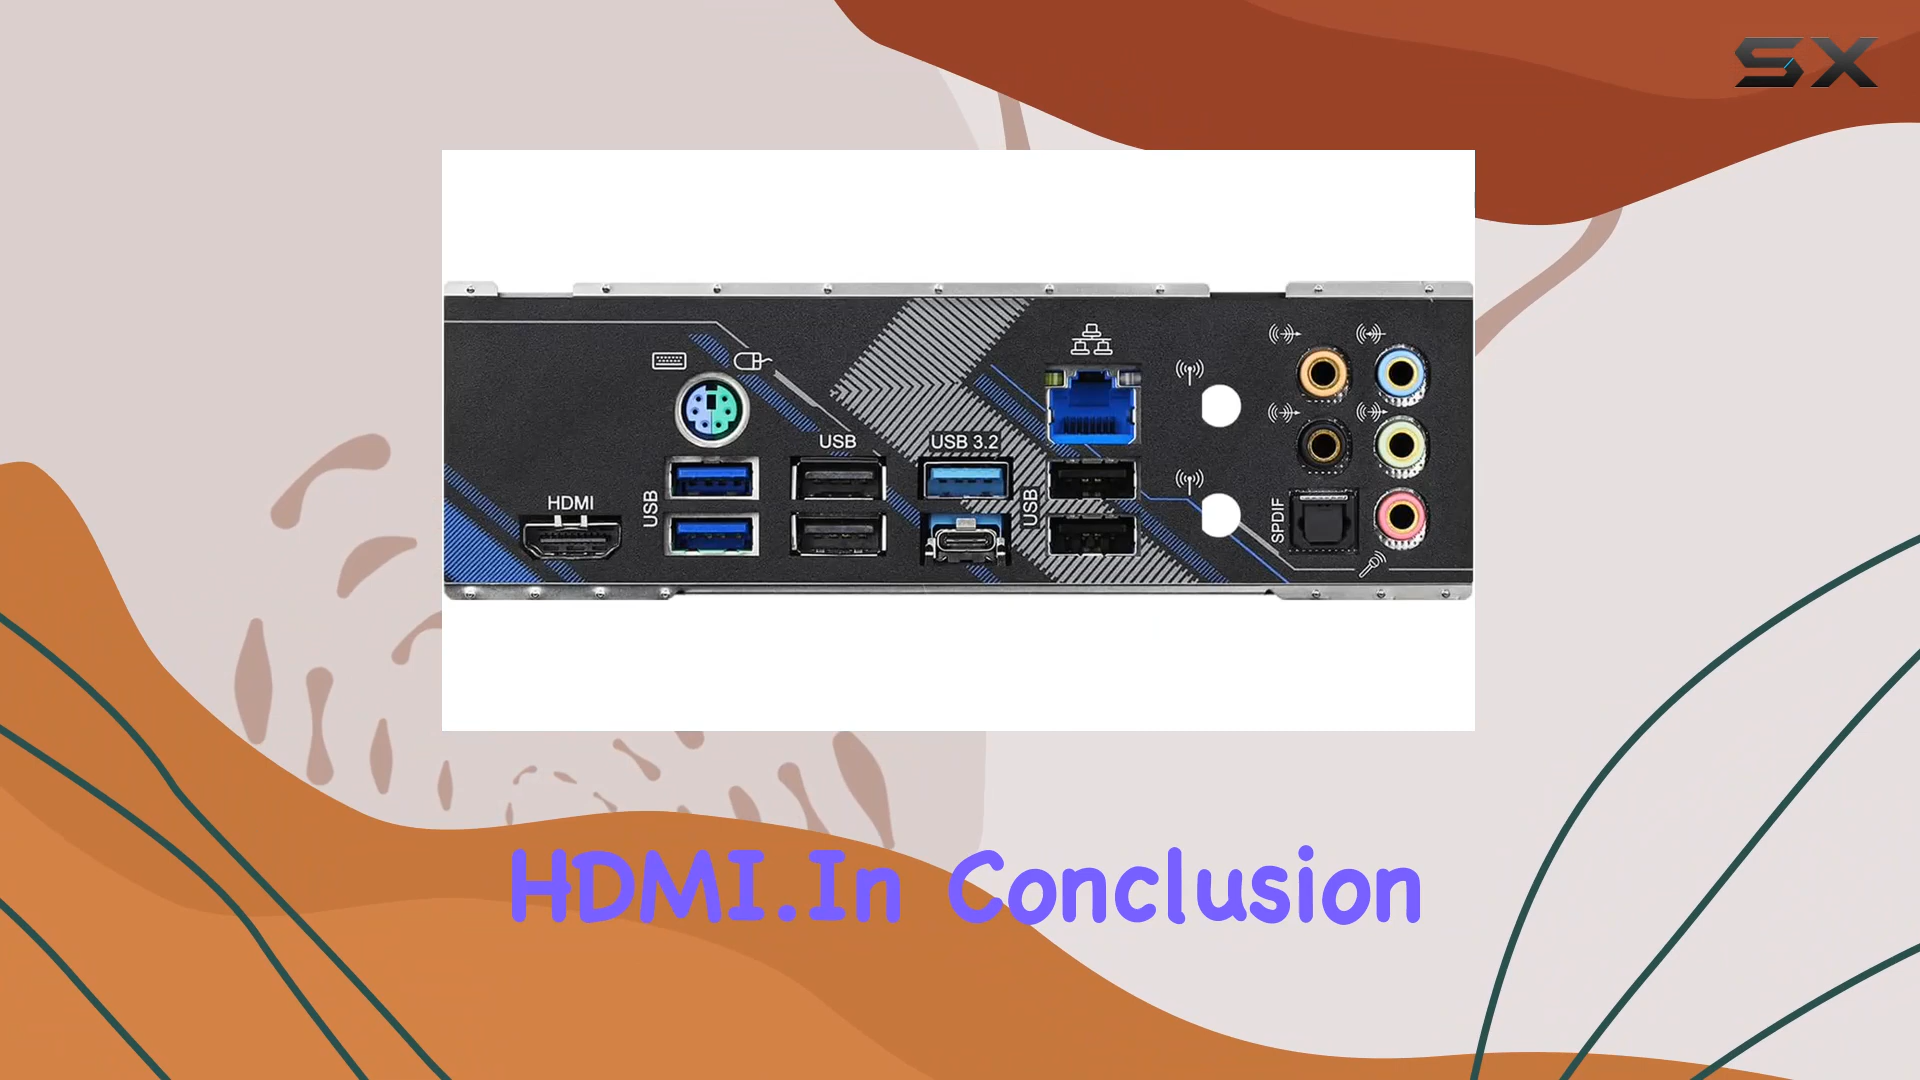 SX
USB
USB 3.2
HDMI
USB
USB
SPDIF
HDMI.In Conclusion